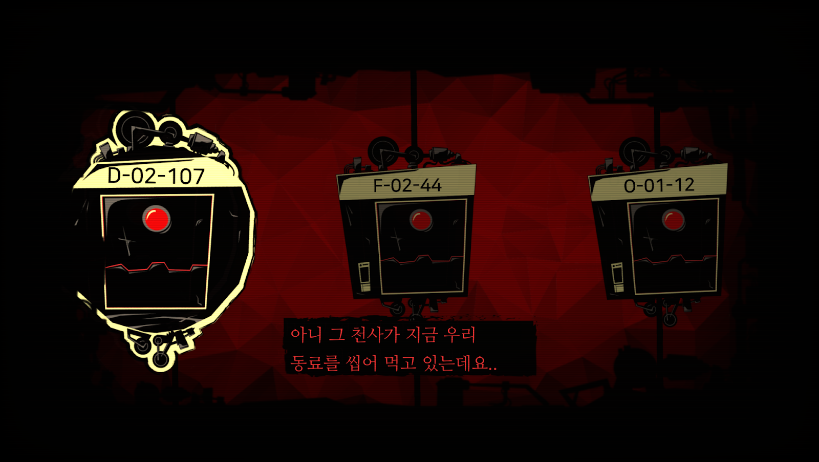 D-02-107
F-02-44
O-01-12
아니 그 천사가 지금 우리
동료를 씹어 먹고 있는데요..